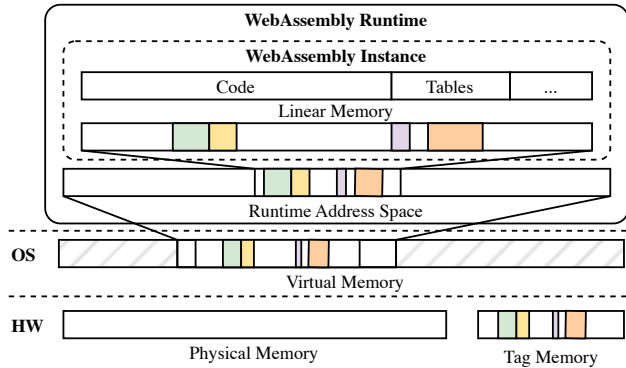 WebAssembly Runtime
WebAssembly Instance
Code Tables ...
Linear Memory
Runtime Address Space
OS
Virtual Memory
HW
Physical Memory Tag Memory